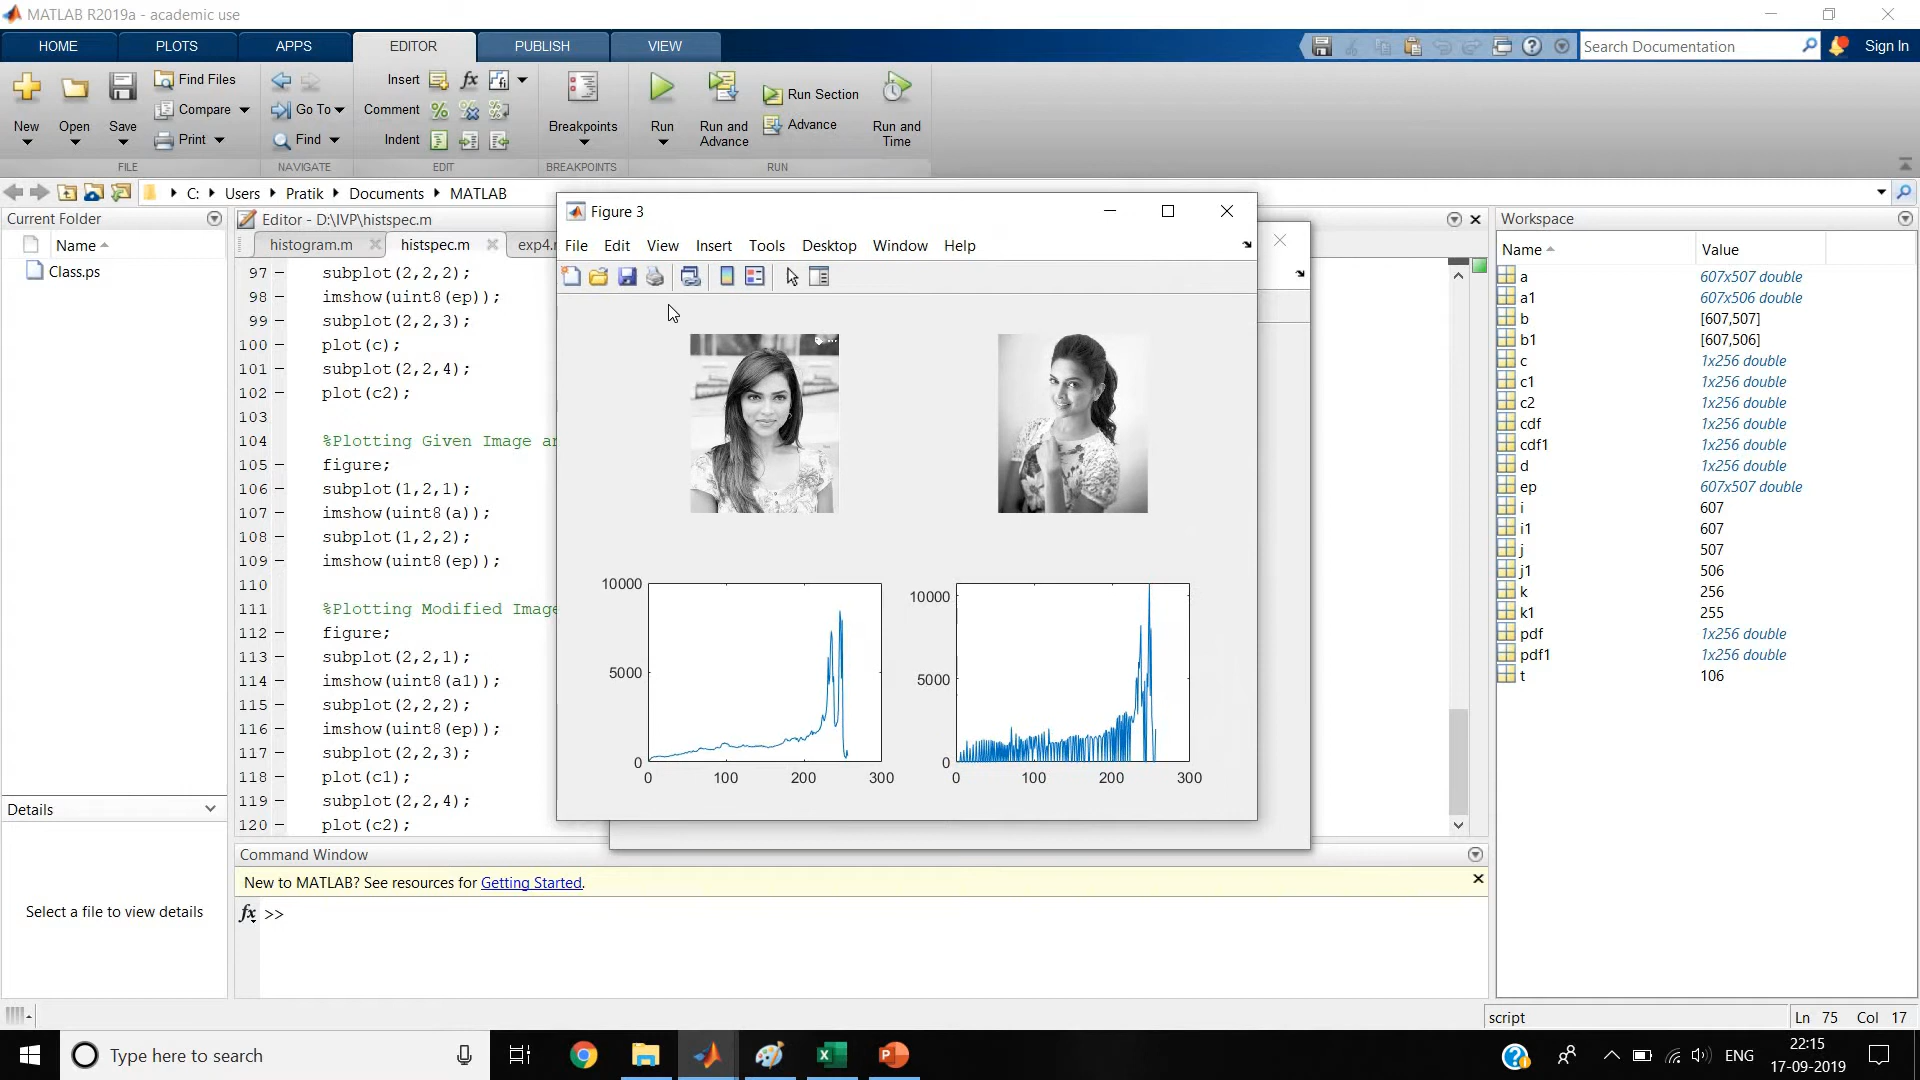 MATLAB R2019a - academic use
HOME PLOTS APPS EDITOR PUBLISH VIEW
Search Documentation
Sign In
New
Open
Save
Find Files
Compare
Print
FILE
Go To
Find
NAVIGATE
Insert
Comment
Indent
EDIT
Breakpoints
BREAKPOINTS
Run
Run and
Advance
Run Section
Advance
Run and
Time
RUN
C: Users Pratik Documents MATLAB
Current Folder
Name
Class.ps
Details
Select a file to view details
Editor - D:\IVP\histspec.m
histogram.m histspec.m exp4.
97 subplot(2,2,2);
98 imshow(uint8(ep));
99 subplot(2,2,3);
100 plot(c);
101 subplot(2,2,4);
102 plot(c2);
103
104 %Plotting Given Image
105 figure;
106 subplot(1,2,1);
107 imshow(uint8(a));
108 subplot(1,2,2);
109 imshow(uint8(ep));
110
111 %Plotting Modified Image
112 figure;
113 subplot(2,2,1);
114 imshow(uint8(a1));
115 subplot(2,2,2);
116 imshow(uint8(ep));
117 subplot(2,2,3);
118 plot(c1);
119 subplot(2,2,4);
120 plot(c2);
Figure 3
File Edit View Insert Tools Desktop Window Help
10000
5000
0
0 100 200 300
10000
5000
0
0 100 200 300
Command Window
New to MATLAB? See resources for Getting Started.
fx >>
Workspace
Name Value
a 607x507 double
a1 607x506 double
b [607,507]
b1 [607,506]
c 1x256 double
c1 1x256 double
c2 1x256 double
cdf 1x256 double
cdf1 1x256 double
d 1x256 double
ep 607x507 double
i 607
i1 607
j 507
j1 506
k 256
k1 255
pdf 1x256 double
pdf1 1x256 double
t 106
script
Ln 75 Col 17
Type here to search
ENG
22:15
17-09-2019